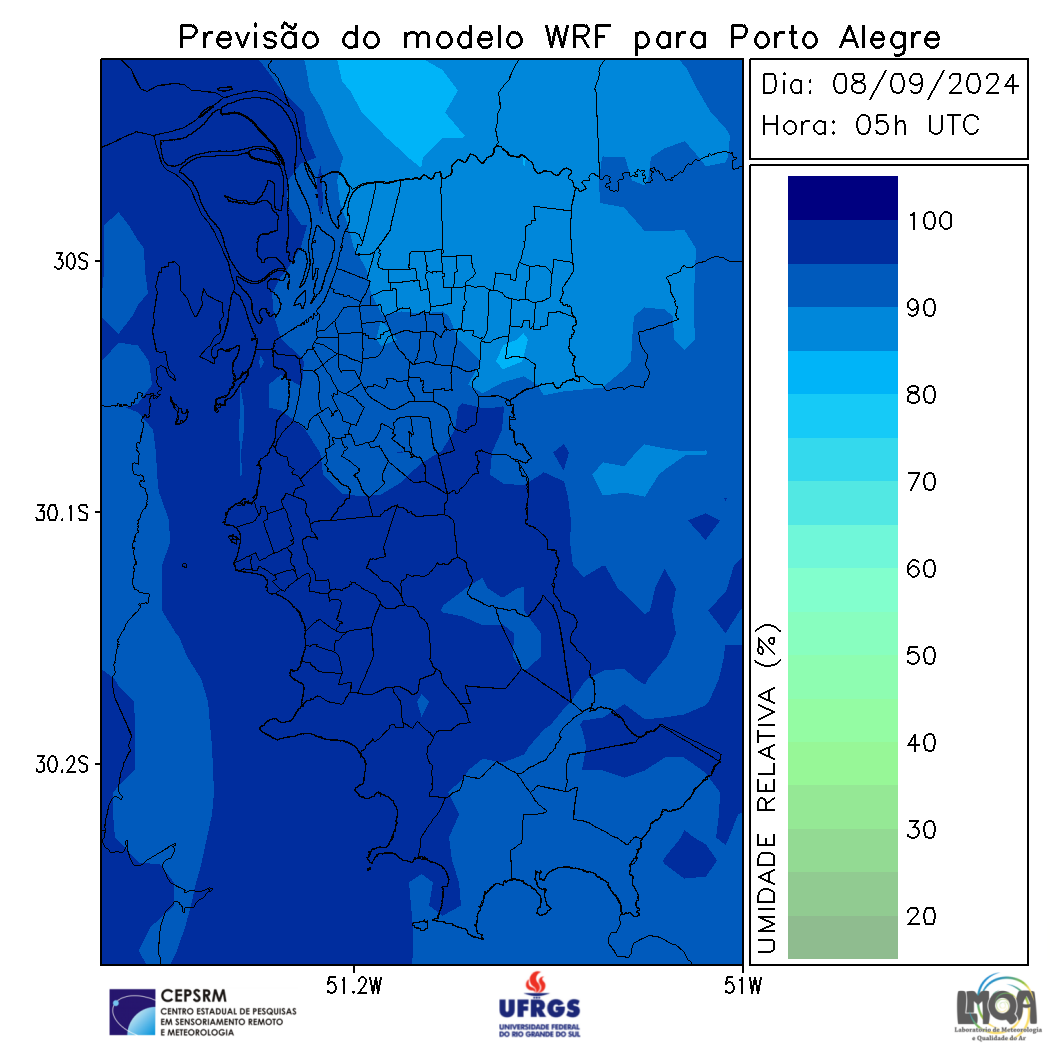 Previsão do modelo WRF para Porto Alegre
Dia: 08/09/2024
Hora: 05h UTC
100
90
80
70
60
50
40
30
20
UMIDADE RELATIVA (%)
30S
30.1S
30.2S
51.2W
51W
CEPSRM
CENTRO ESTADUAL DE PESQUISAS
EM SENSORIAMENTO REMOTO
E METEOROLOGIA
UFRGS
UNIVERSIDADE FEDERAL
DO RIO GRANDE DO SUL
LMQA
Laboratório de Meteorologia
e Qualidade do Ar